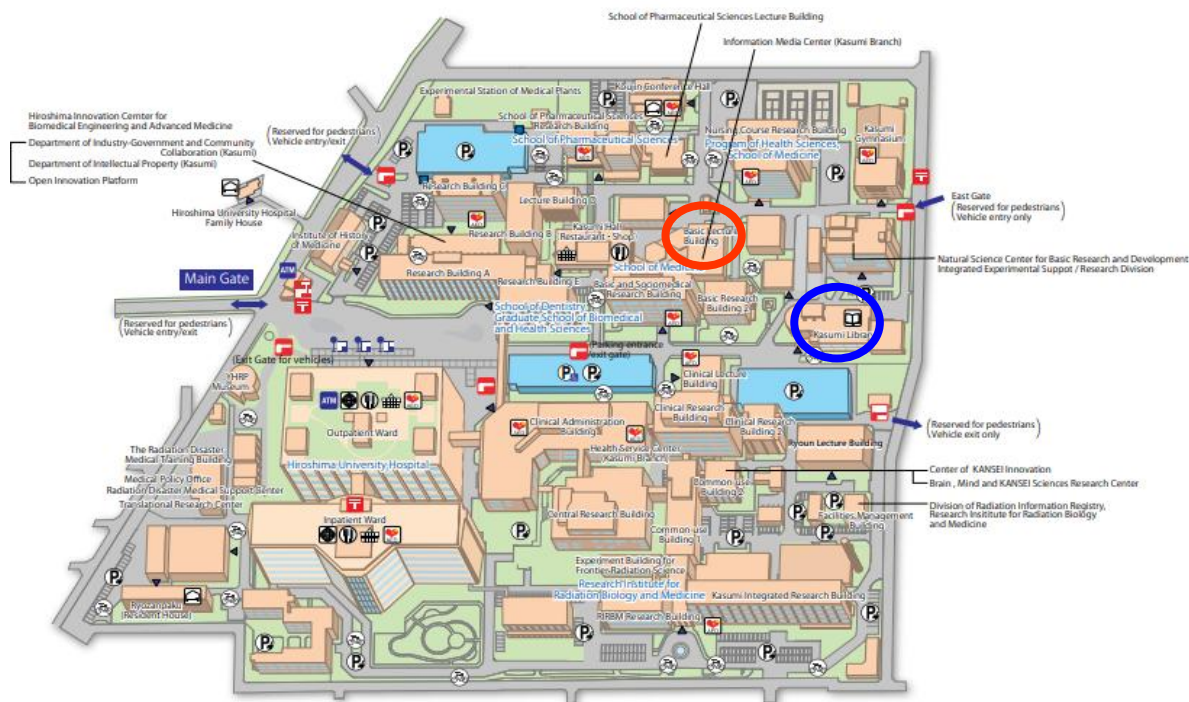 School of Pharmaceutical Sciences Lecture Building
Information Media Center (Kasumi Branch)
Experimental Station of Medical Plants
Koujin Conference Hall
Hiroshima Innovation Cemter for
Biomedical Engineering and Advanced Medicine
Department of Industry-Government and Community
Collaboration (Kasumi)
Department of Intellectual Property (Kasumi)
Open Innovation Platform
(Reserved for pedestrians
Vehicle entry/exit)
School of Pharmaceutical Sciences
Research Building
School of Pharmaceutical Sciences
Nursing Course Research Building
Program of Health Sciences,
School of Medicine
Kasumi
Gymnasium
East Gate
(Reserved for pedestrians
Vehicle entry only)
Hiroshima University Hospital
Family House
Institute of History
of Medicine
Research Building
Lecture Building
Research Building B
Kasumi Hall
Restaurant・Shop
Basic Lecture
Building
Natural Science Center for Basic Research and Development
Integrated Experimental Suppot / Research Division
Main Gate
ATM
Research Building A
Research Building E
School of Medici
Basic and Sociomedical
Research Building
Basic Research
Building 2
School of Dentistry
Graduate School of Biomedical
and Health Sciences
Kasumi Librar
(Reserved for pedestrians
Vehicle entry/exit)
(Exit Gate for vehicles)
(Parking entrance
/exit gate)
YHRP
Museum
Clinical Lecture
Building
ATM
Outpatient Ward
Clinical Administration
Building
Clinical Research
Building
Clinical Research
Building 2
Ryoun Lecture Building
(Reserved for pedestrians
Vehicle exit only)
The Radiation Disaster
Medical Training Building
Medical Policy Office
Radiation Disaster Medical Support Senter
Translational Research Center
Hiroshima University Hospital
Health Service Center
Kasumi Branch
Common-use
Building 2
Center of KANSEI Innovation
Brain , Mind and KANSEI Sciences Research Center
Inpatient Ward
Central Research Building
Common-use
Building 1
Facilities Management
Building
Division of Radiation Information Registry,
Research Insititute for Radiation Biology
and Medicine
Experiment Building for
Frontier Radiation Science
Research Institute for
Radiation Biology and Medicine
Kasumi Integrated Research Building
RIRBM Research Building
Ryozanpaku
(Resident House)